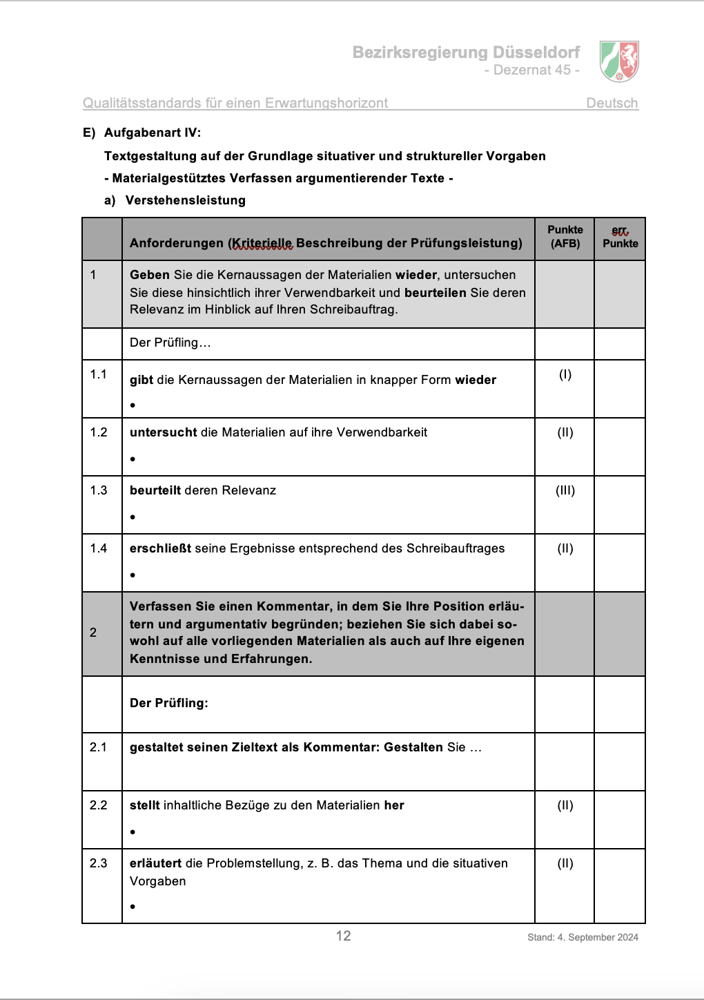 Bezirksregierung Düsseldorf
- Dezernat 45 -
Qualitätsstandards für einen Erwartungshorizont Deutsch
E) Aufgabenart IV:
Textgestaltung auf der Grundlage situativer und struktureller Vorgaben
- Materialgestütztes Verfassen argumentierender Texte -
a) Verstehensleistung
Anforderungen (Kriterielle Beschreibung der Prüfungsleistung)
Punkte
(AFB)
err.
Punkte
1
Geben Sie die Kernaussagen der Materialien wieder, untersuchen
Sie diese hinsichtlich ihrer Verwendbarkeit und beurteilen Sie deren
Relevanz im Hinblick auf Ihren Schreibauftrag.
Der Prüfling…
1.1
gibt die Kernaussagen der Materialien in knapper Form wieder
•
(I)
1.2
untersucht die Materialien auf ihre Verwendbarkeit
•
(II)
1.3
beurteilt deren Relevanz
•
(III)
1.4
erschließt seine Ergebnisse entsprechend des Schreibauftrages
•
(II)
2
Verfassen Sie einen Kommentar, in dem Sie Ihre Position erläu-
tern und argumentativ begründen; beziehen Sie sich dabei so-
wohl auf alle vorliegenden Materialien als auch auf Ihre eigenen
Kenntnisse und Erfahrungen.
Der Prüfling:
2.1
gestaltet seinen Zieltext als Kommentar: Gestalten Sie …
2.2
stellt inhaltliche Bezüge zu den Materialien her
•
(II)
2.3
erläutert die Problemstellung, z. B. das Thema und die situativen
Vorgaben
•
(II)
12
Stand: 4. September 2024